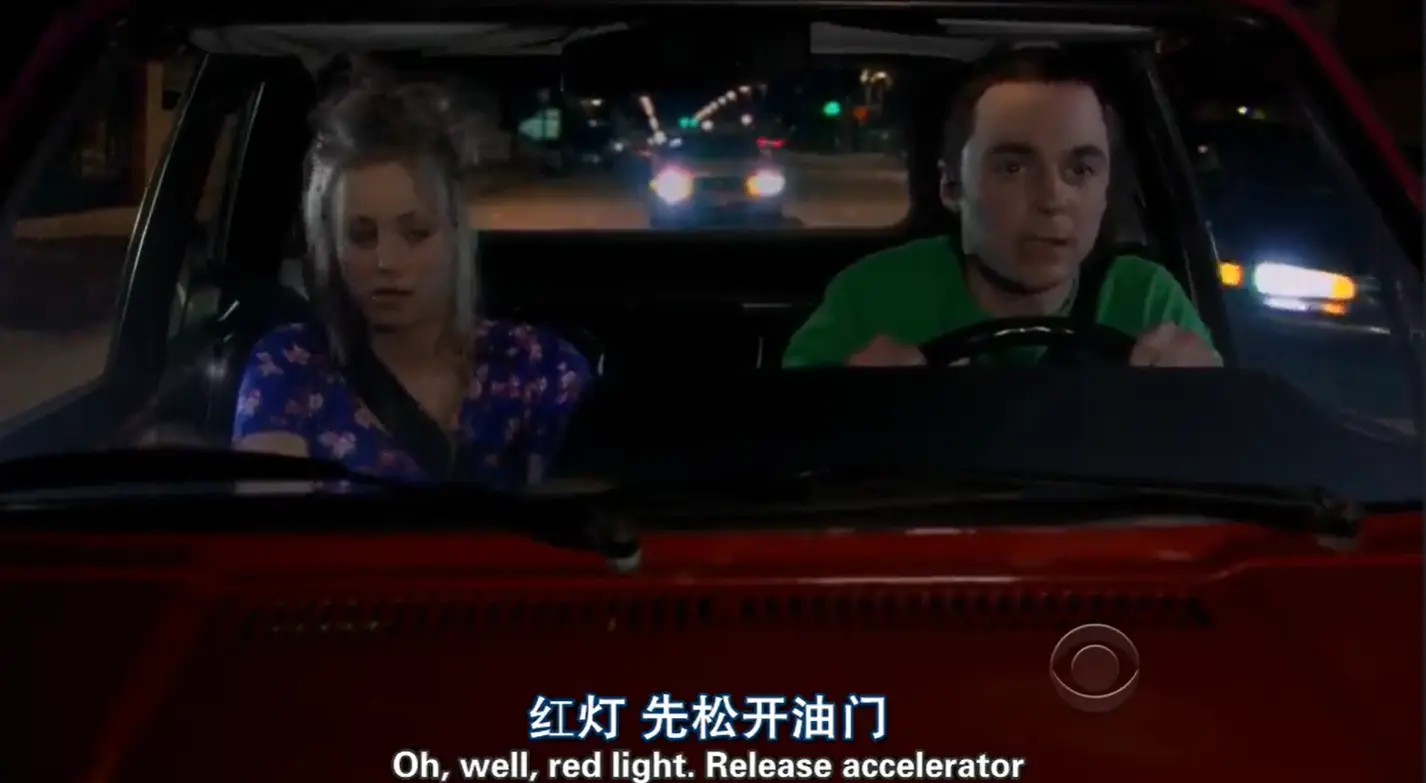 红灯 先松开油门
Oh, well, red light. Release accelerator